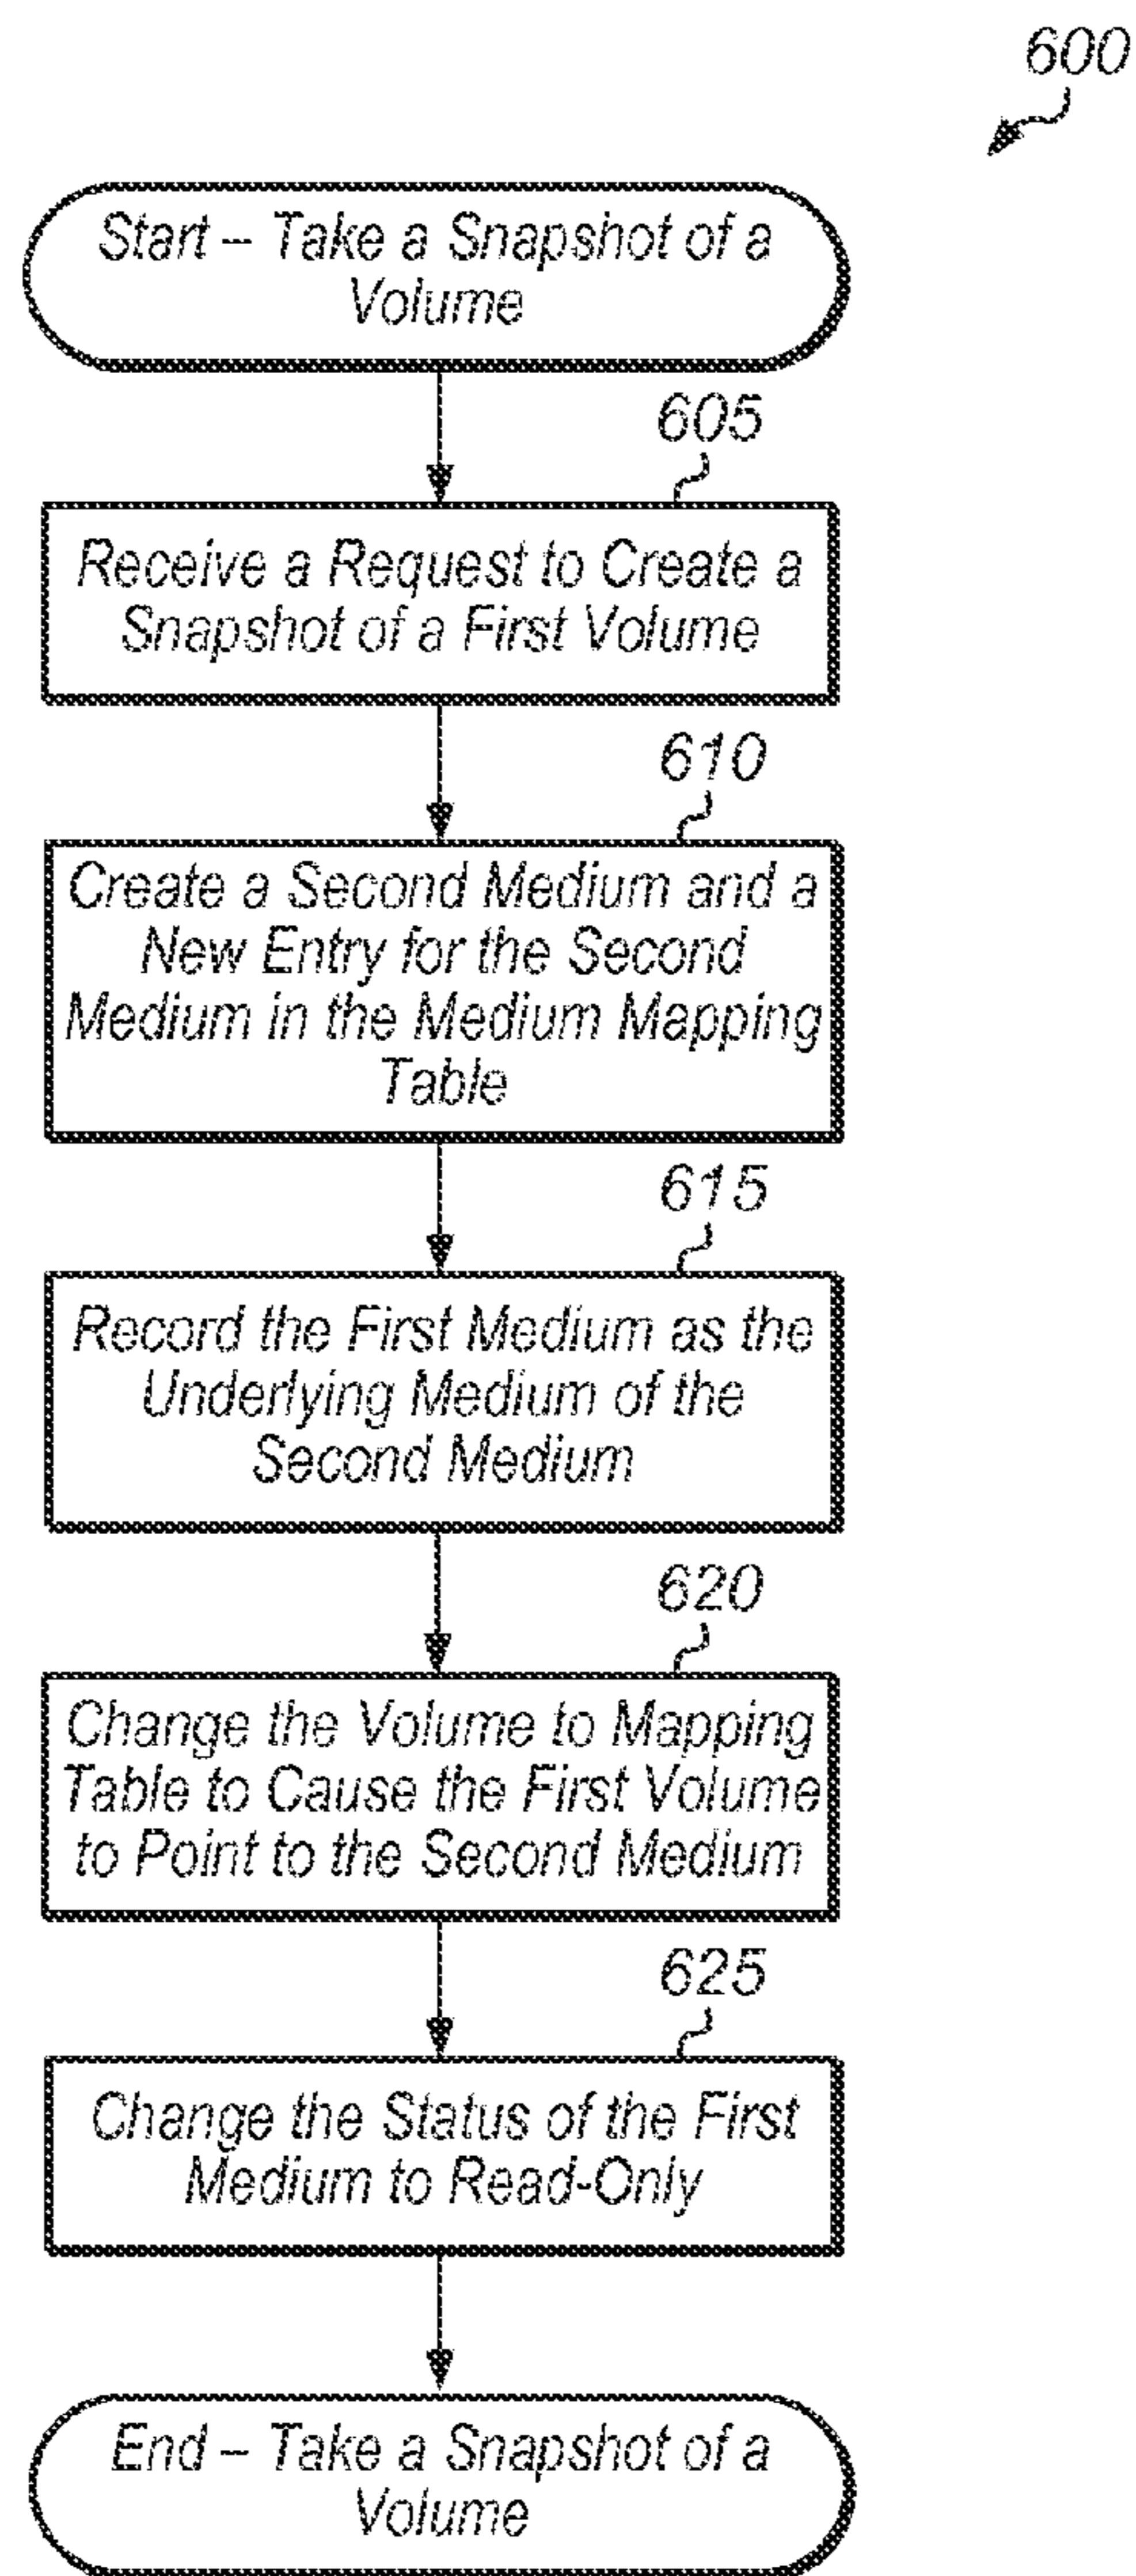 600
Start – Take a Snapshot of a
Volume
605
Receive a Request to Create a
Snapshot of a First Volume
610
Create a Second Medium and a
New Entry for the Second
Medium in the Medium Mapping
Table
615
Record the First Medium as the
Underlying Medium of the
Second Medium
620
Change the Volume to Mapping
Table to Cause the First Volume
to Point to the Second Medium
625
Change the Status of the First
Medium to Read-Only
End – Take a Snapshot of a
Volume